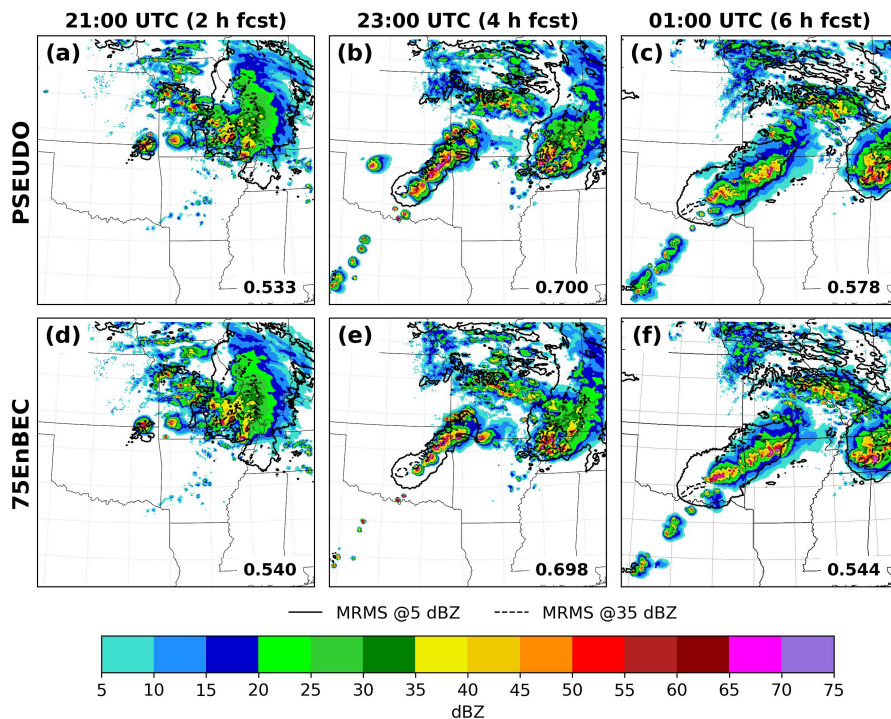 21:00 UTC (2 h fcst) 23:00 UTC (4 h fcst) 01:00 UTC (6 h fcst)
PSEUDO
(a) (b) (c)
0.533 0.700 0.578
75EnBEC
(d) (e) (f)
0.540 0.698 0.544
MRMS @5 dBZ MRMS @35 dBZ
5 10 15 20 25 30 35 40 45 50 55 60 65 70 75
dBZ